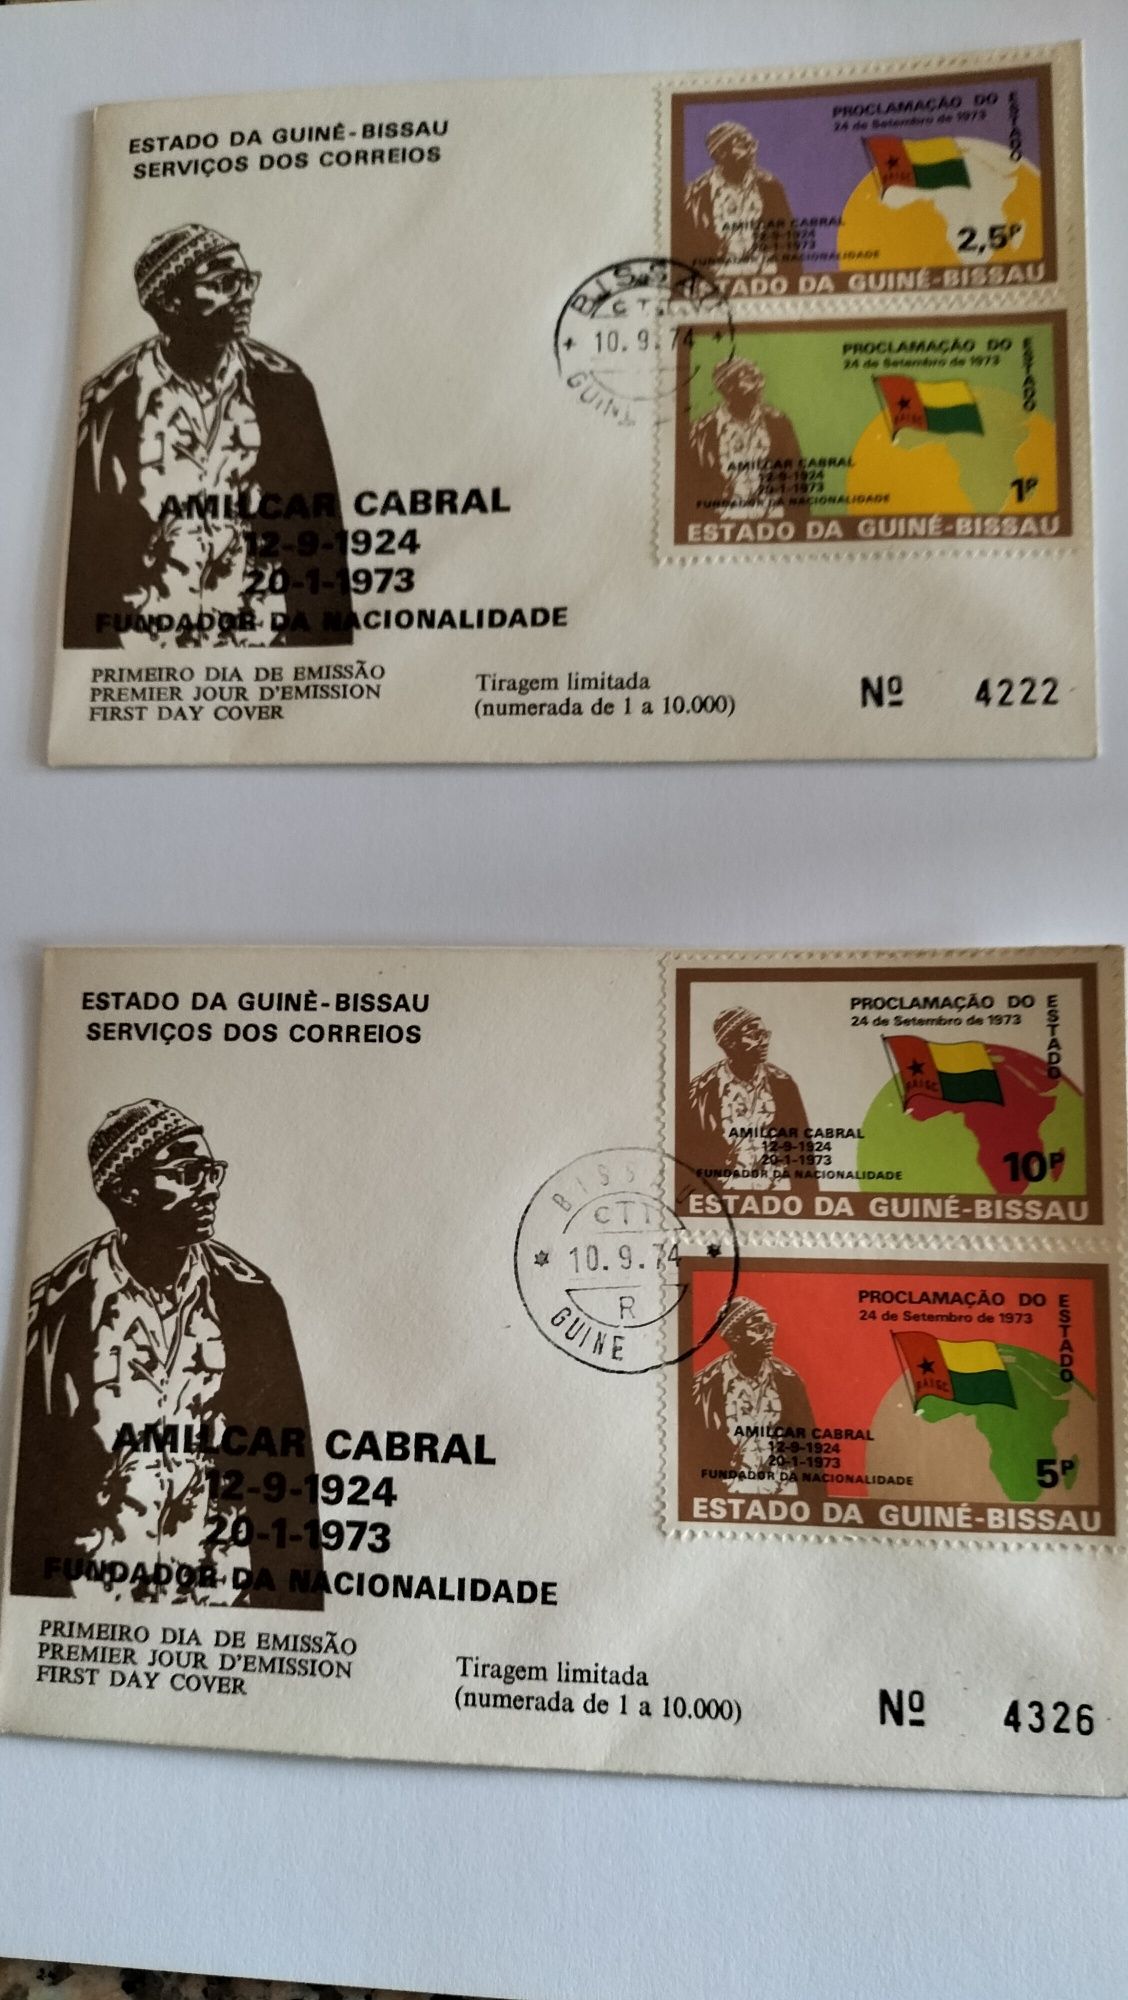 ESTADO DA GUINÈ-BISSAU
SERVIÇOS DOS CORREIOS
PROCLAMAÇÃO DO
ESTADO
24 de Setembro de 1973
PAIGC
AMILCAR CABRAL
12-9-1924
20-1-1973
FUNDADOR DA NACIONALIDADE
2,5P
ESTADO DA GUINÉ-BISSAU
BISSAU
CTT
10.9.74
GUINE
PROCLAMAÇÃO DO
ESTADO
24 de Setembro de 1973
PAIGC
AMILCAR CABRAL
12-9-1924
20-1-1973
FUNDADOR DA NACIONALIDADE
1P
ESTADO DA GUINÉ-BISSAU
AMILCAR CABRAL
12-9-1924
20-1-1973
FUNDADOR DA NACIONALIDADE
PRIMEIRO DIA DE EMISSÃO
PREMIER JOUR D'EMISSION
FIRST DAY COVER
Tiragem limitada
(numerada de 1 a 10.000)
Nº 4222
ESTADO DA GUINÈ-BISSAU
SERVIÇOS DOS CORREIOS
PROCLAMAÇÃO DO
ESTADO
24 de Setembro de 1973
PAIGC
AMILCAR CABRAL
12-9-1924
20-1-1973
FUNDADOR DA NACIONALIDADE
10P
ESTADO DA GUINÉ-BISSAU
BISSAU
CTT
10.9.74
R
GUINE
PROCLAMAÇÃO DO
ESTADO
24 de Setembro de 1973
PAIGC
AMILCAR CABRAL
12-9-1924
20-1-1973
FUNDADOR DA NACIONALIDADE
5P
ESTADO DA GUINÉ-BISSAU
AMILCAR CABRAL
12-9-1924
20-1-1973
FUNDADOR DA NACIONALIDADE
PRIMEIRO DIA DE EMISSÃO
PREMIER JOUR D'EMISSION
FIRST DAY COVER
Tiragem limitada
(numerada de 1 a 10.000)
Nº 4326